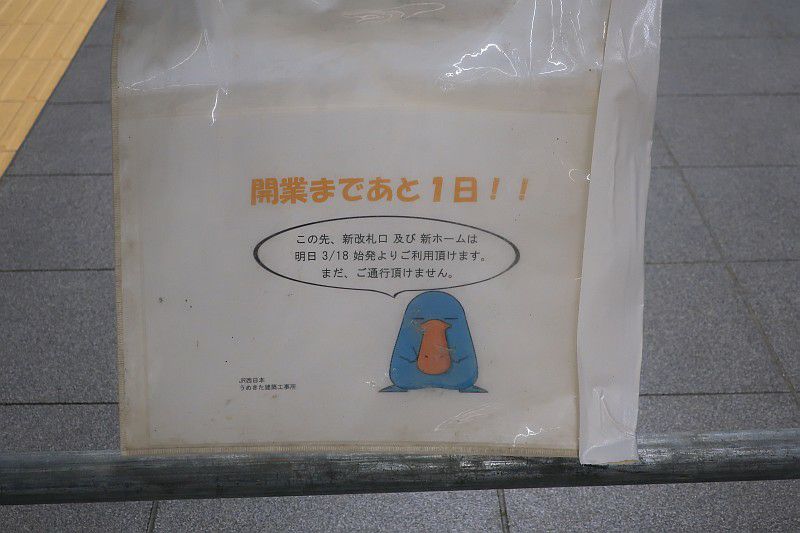 開業まであと1日！！
この先、新改札口 及び 新ホームは
明日 3/18 始発よりご利用頂けます。
まだ、ご通行頂けません。
JR西日本
うめきた建築工事所